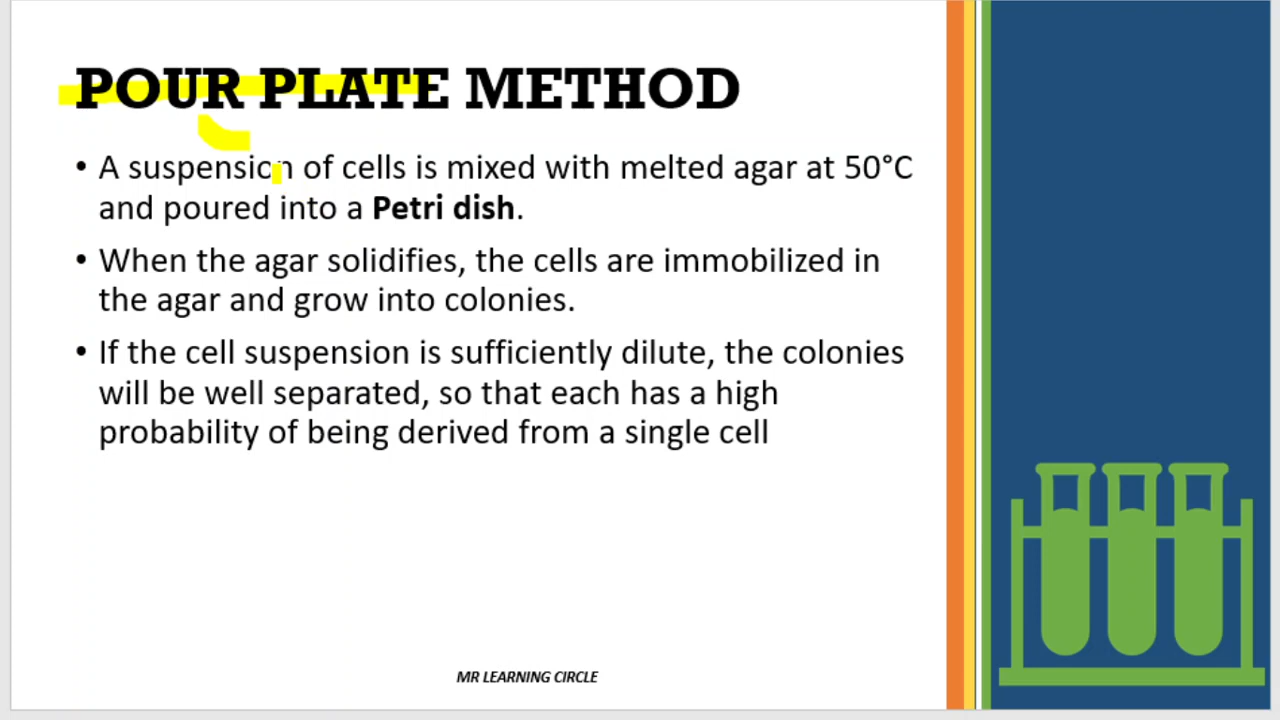 POUR PLATE METHOD
• A suspension of cells is mixed with melted agar at 50°C
and poured into a Petri dish.
• When the agar solidifies, the cells are immobilized in
the agar and grow into colonies.
• If the cell suspension is sufficiently dilute, the colonies
will be well separated, so that each has a high
probability of being derived from a single cell
MR LEARNING CIRCLE